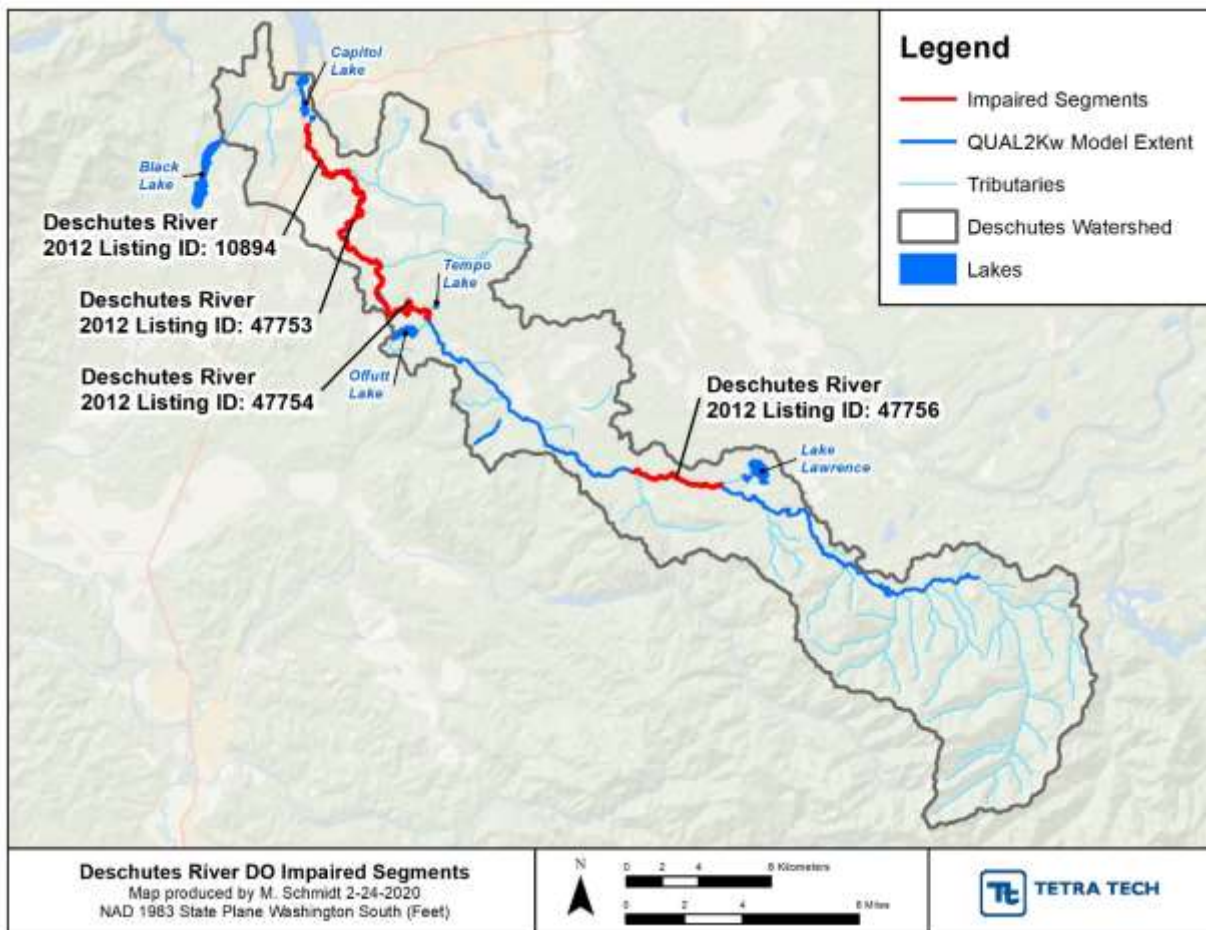 Capitol
Lake
Black
Lake
Deschutes River
2012 Listing ID: 10894
Deschutes River
2012 Listing ID: 47753
Tempo
Lake
Deschutes River
2012 Listing ID: 47754
Offutt
Lake
Deschutes River
2012 Listing ID: 47756
Lake
Lawrence
Legend
Impaired Segments
QUAL2Kw Model Extent
Tributaries
Deschutes Watershed
Lakes
Deschutes River DO Impaired Segments
Map produced by M. Schmidt 2-24-2020
NAD 1983 State Plane Washington South (Feet)
N
0 2 4 8 Kilometers
0 2 4 8 Miles
Tt TETRA TECH